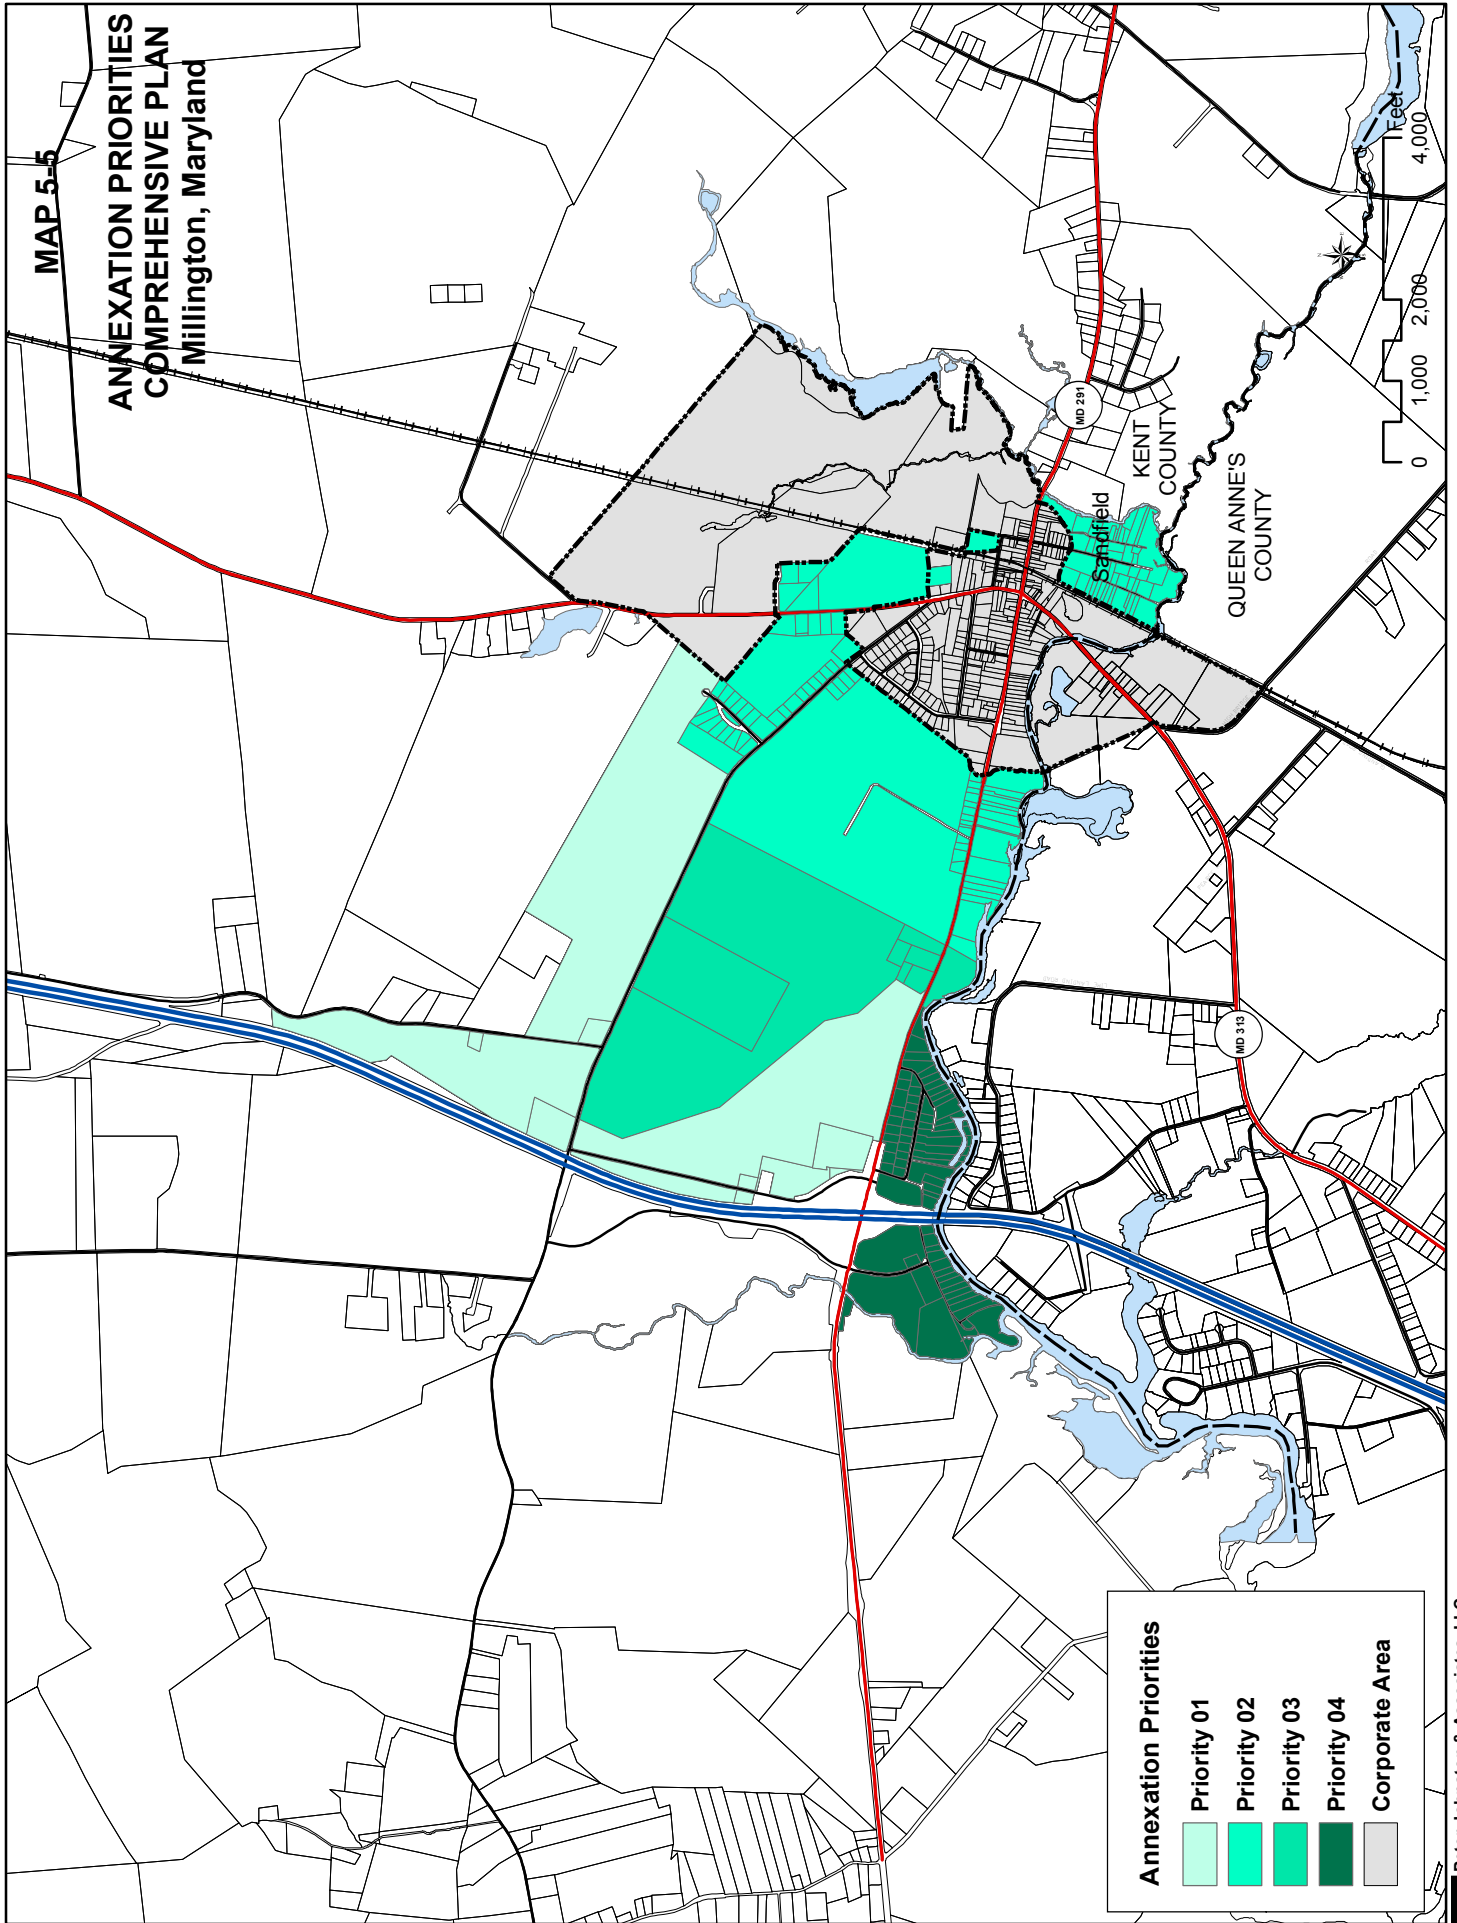 MAP 5-5
ANNEXATION PRIORITIES
COMPREHENSIVE PLAN
Millington, Maryland
MD 291
KENT
COUNTY
Sandfield
QUEEN ANNE'S
COUNTY
MD 313
Feet
0 1,000 2,000 4,000
Annexation Priorities
Priority 01
Priority 02
Priority 03
Priority 04
Corporate Area